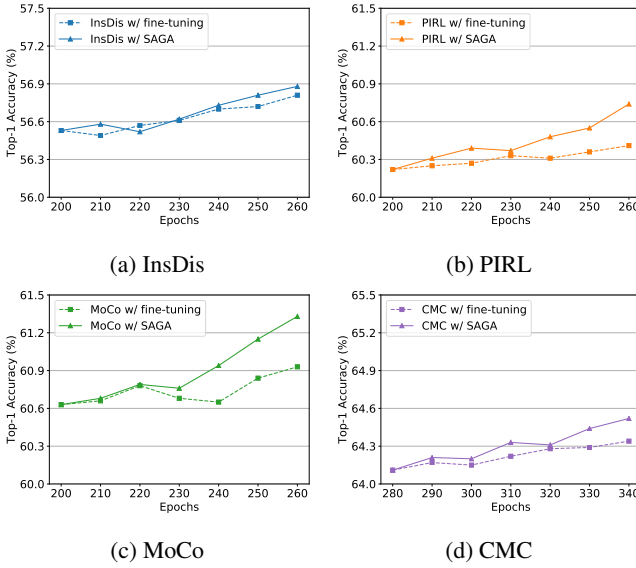 57.5
57.2
56.9
56.6
56.3
56.0
Top-1 Accuracy (%)
InsDis w/ fine-tuning
InsDis w/ SAGA
200 210 220 230 240 250 260
Epochs
(a) InsDis
61.5
61.2
60.9
60.6
60.3
60.0
Top-1 Accuracy (%)
PIRL w/ fine-tuning
PIRL w/ SAGA
200 210 220 230 240 250 260
Epochs
(b) PIRL
61.5
61.2
60.9
60.6
60.3
60.0
Top-1 Accuracy (%)
MoCo w/ fine-tuning
MoCo w/ SAGA
200 210 220 230 240 250 260
Epochs
(c) MoCo
65.5
65.2
64.9
64.6
64.3
64.0
Top-1 Accuracy (%)
CMC w/ fine-tuning
CMC w/ SAGA
280 290 300 310 320 330 340
Epochs
(d) CMC